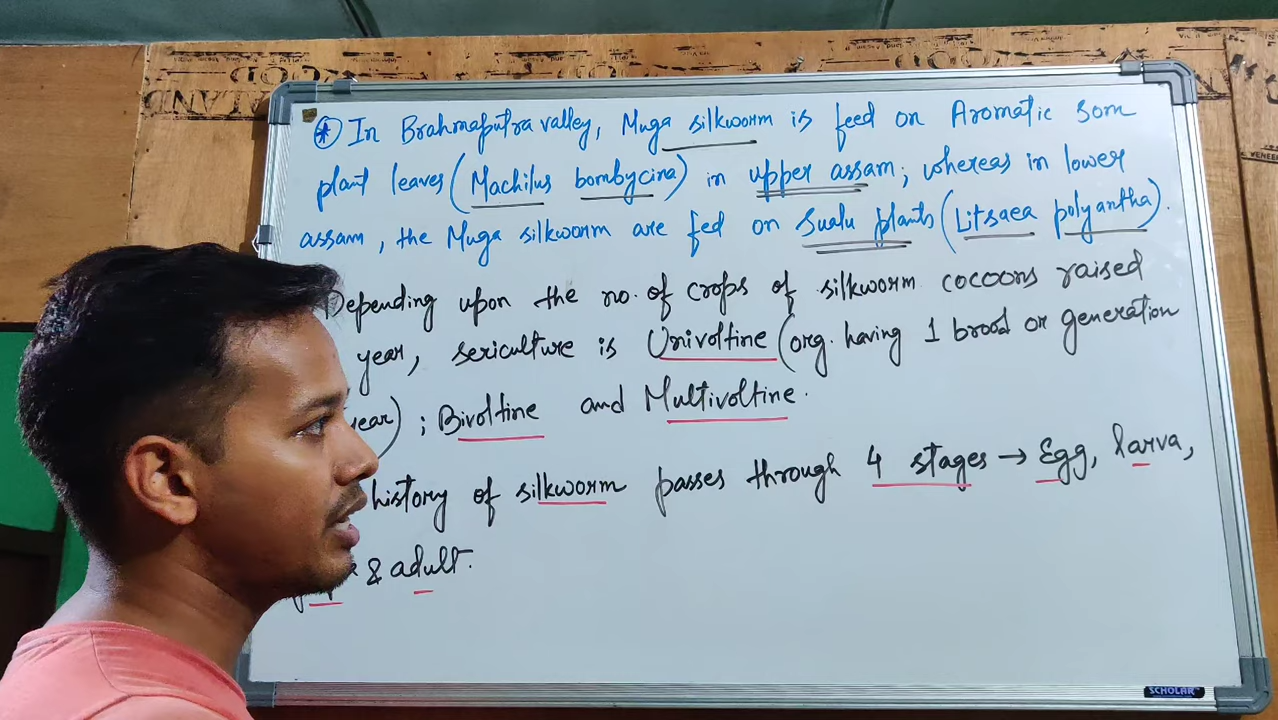 * In Brahmaputra valley, Muga silkworm is feed on Aromatic Som
plant leaves (Machilus bombycina) in upper assam; whereas in lower
assam, the Muga silkworm are fed on Sualu plants (Litsaea polyantha).
Depending upon the no. of crops of silkworm cocoons raised
year, sericulture is Univoltine (org. having 1 brood or generation
year); Bivoltine and Multivoltine.
history of silkworm passes through 4 stages → Egg, larva,
& adult.
SCHOLAR